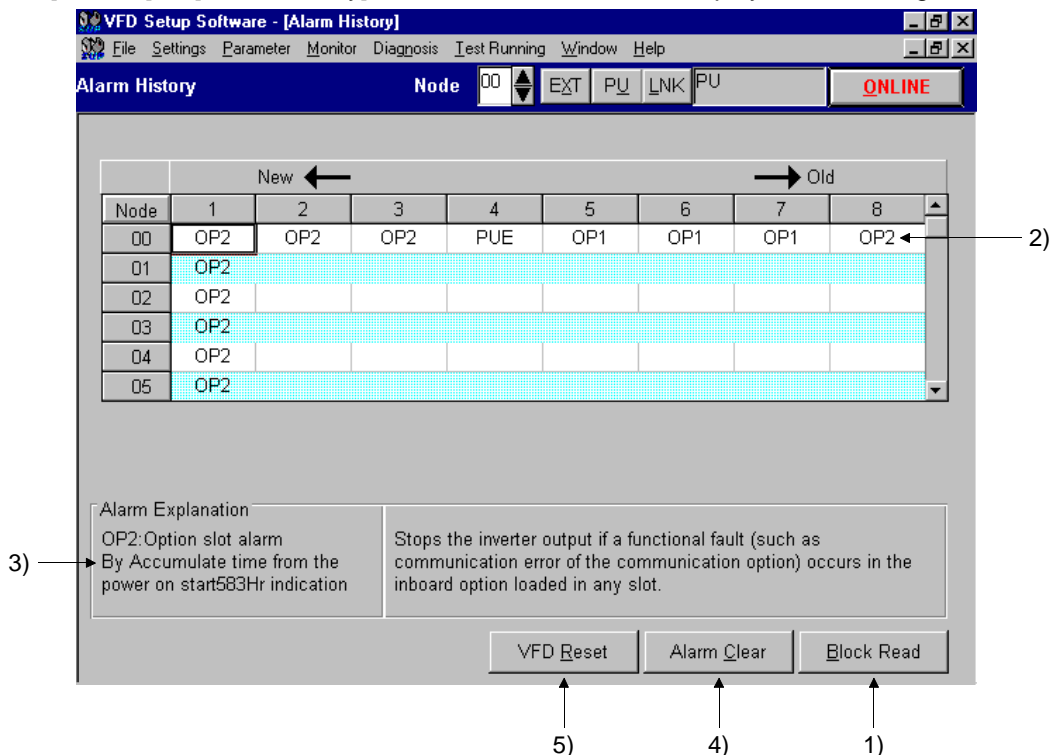 VFD Setup Software - [Alarm History]
File Settings Parameter Monitor Diagnosis Test Running Window Help
Alarm History Node 00 EXT PU LNK PU ONLINE
New Old
Node 1 2 3 4 5 6 7 8
00 OP2 OP2 OP2 PUE OP1 OP1 OP1 OP2 2)
01 OP2
02 OP2
03 OP2
04 OP2
05 OP2
Alarm Explanation
OP2:Option slot alarm
3) By Accumulate time from the
power on start583Hr indication
Stops the inverter output if a functional fault (such as
communication error of the communication option) occurs in the
inboard option loaded in any slot.
VFD Reset Alarm Clear Block Read
5) 4) 1)